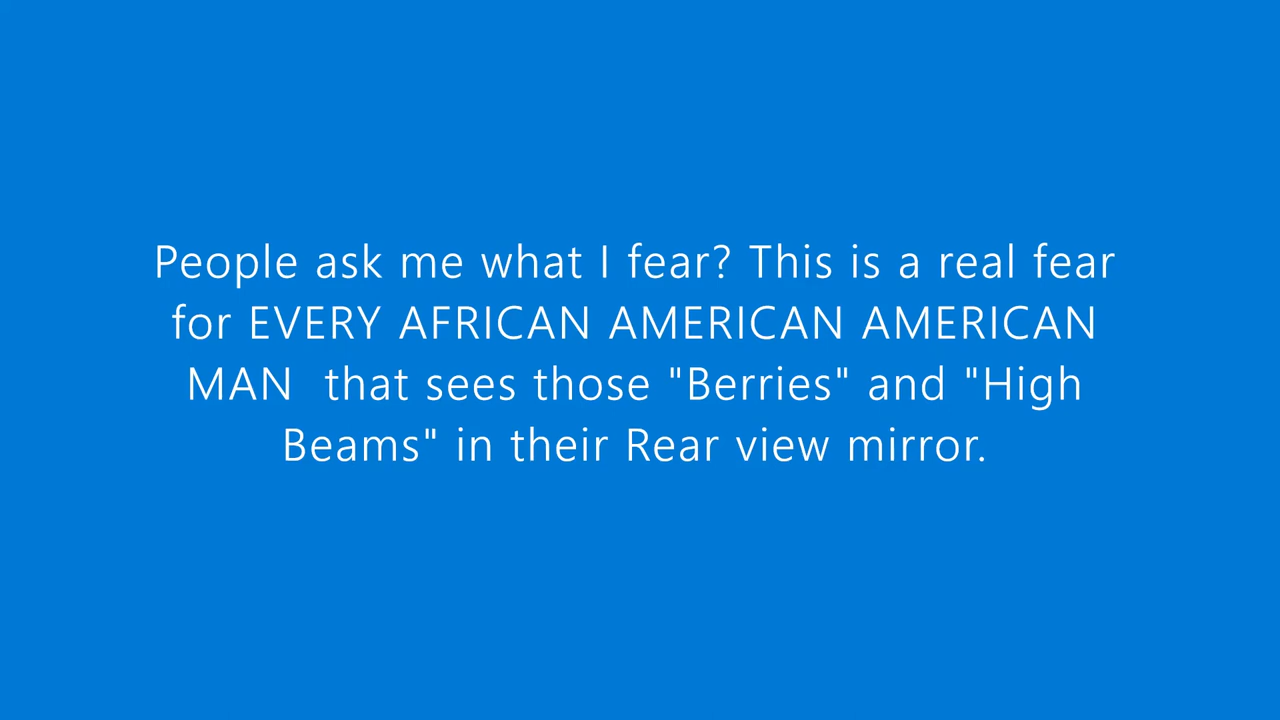 People ask me what I fear? This is a real fear
for EVERY AFRICAN AMERICAN AMERICAN
MAN  that sees those "Berries" and "High
Beams" in their Rear view mirror.